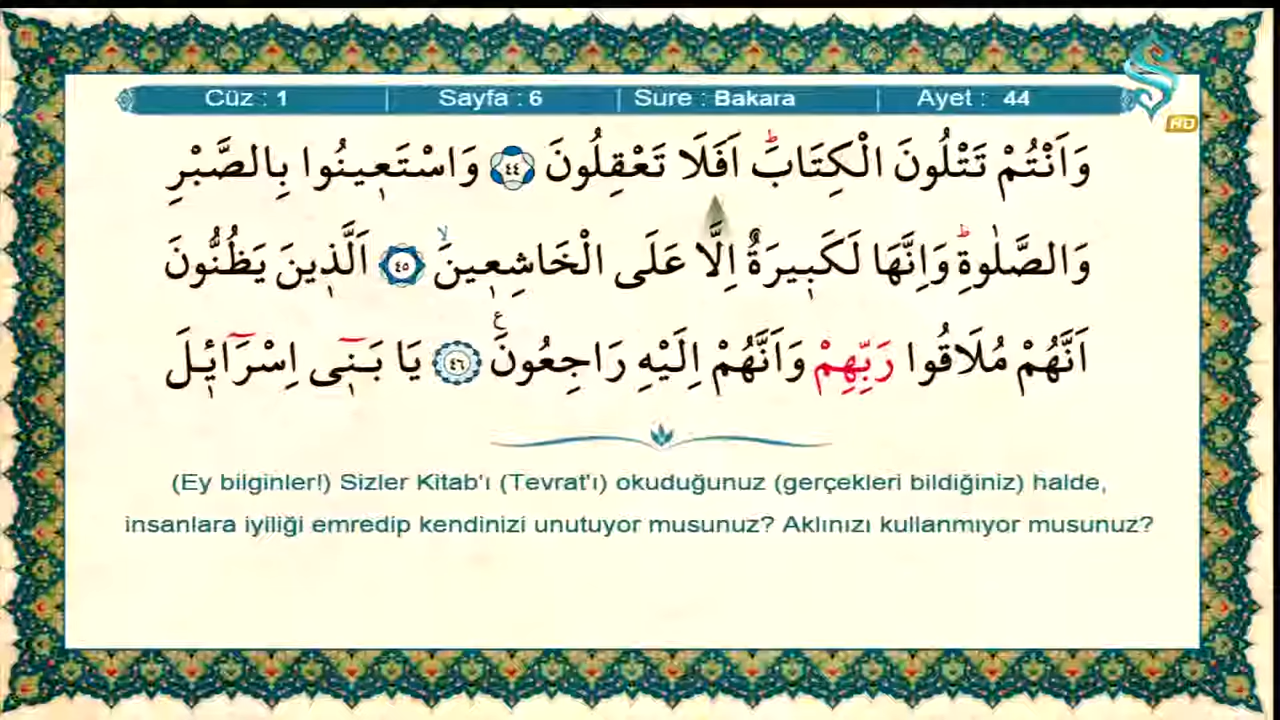 Cüz : 1 | Sayfa : 6 | Sure : Bakara | Ayet : 44
HD
وَاَنْتُمْ تَتْلُونَ الْكِتَابَۜ اَفَلَا تَعْقِلُونَ ﴿٤٤﴾ وَاسْتَع۪ينُوا بِالصَّبْرِ
وَالصَّلٰوةِۜ وَاِنَّهَا لَكَب۪يرَةٌ اِلَّا عَلَى الْخَاشِع۪ينَۙ ﴿٤٥﴾ اَلَّذ۪ينَ يَظُنُّونَ
اَنَّهُمْ مُلَاقُوا رَبِّهِمْ وَاَنَّهُمْ اِلَيْهِ رَاجِعُونَ۟ ﴿٤٦﴾ يَا بَن۪ٓى اِسْرَٓائ۪لَ
(Ey bilginler!) Sizler Kitab'ı (Tevrat'ı) okuduğunuz (gerçekleri bildiğiniz) halde,
insanlara iyiliği emredip kendinizi unutuyor musunuz? Aklınızı kullanmıyor musunuz?